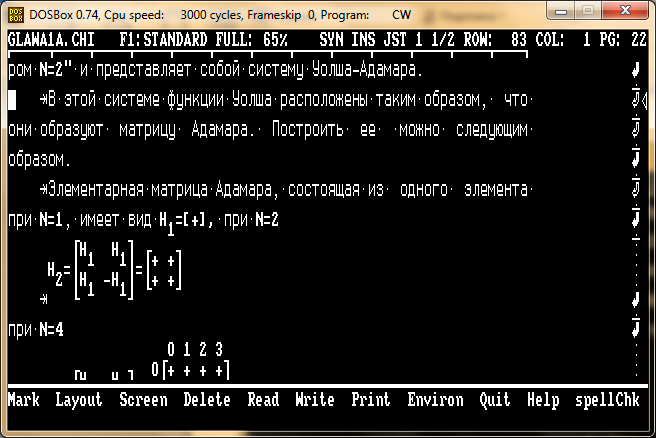 DOSBox 0.74, Cpu speed: 3000 cycles, Frameskip 0, Program: CW
GLAWA1A.CHI F1:STANDARD FULL: 65% SYN INS JST 1 1/2 ROW: 83 COL: 1 PG: 22
ром N=2" и представляет собой систему Уолша-Адамара.
В этой системе функции Уолша расположены таким образом, что
они образуют матрицу Адамара. Построить ее можно следующим
образом.
Элементарная матрица Адамара, состоящая из одного элемента
при N=1, имеет вид H1=[+], при N=2
H1 H1 + +
H2= =
H1 -H1 + +
при N=4
0 1 2 3
0 + + + +
Mark Layout Screen Delete Read Write Print Environ Quit Help spellChk